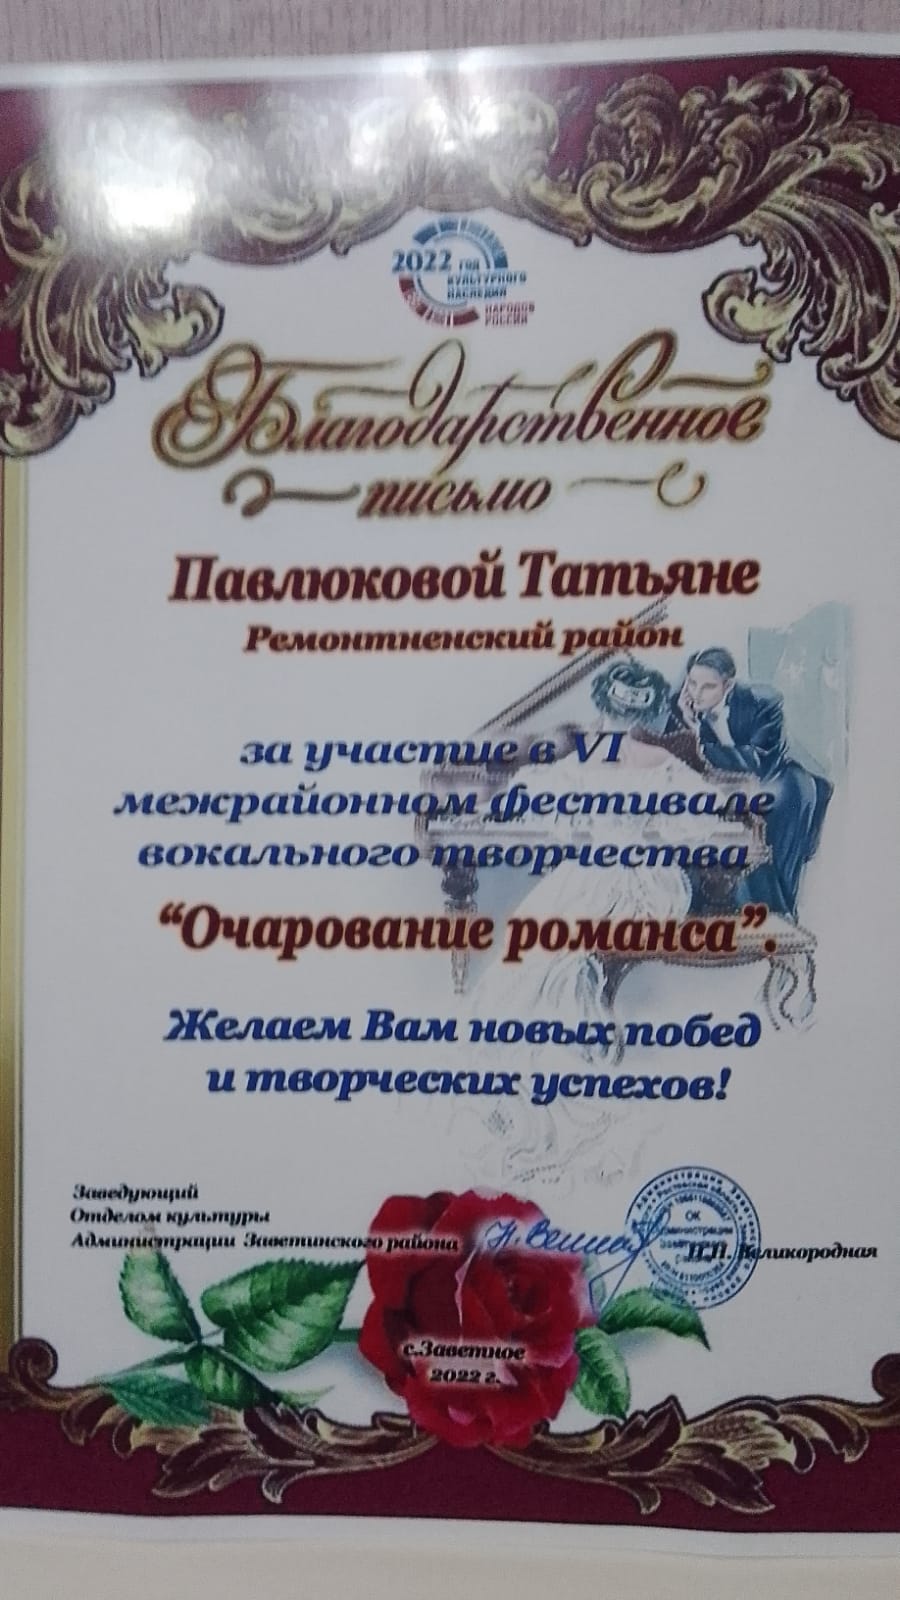 2022 ГОД
КУЛЬТУРНОГО
НАСЛЕДИЯ
НАРОДОВ
РОССИИ
Благодарственное
письмо
Павлюковой Татьяне
Ремонтненский район
за участие в VI
межрайонном фестивале
вокального творчества
“Очарование романса”.
Желаем Вам новых побед
и творческих успехов!
Заведующий
Отделом культуры
Администрации Заветинского района
Великородная
с.Заветное
2022 г.